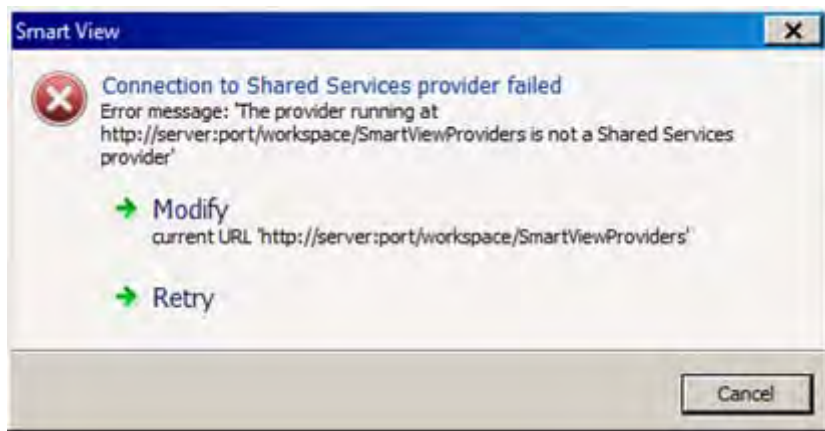 Smart View
Connection to Shared Services provider failed
Error message: 'The provider running at
http://server:port/workspace/SmartViewProviders is not a Shared Services
provider'
Modify
current URL 'http://server:port/workspace/SmartViewProviders'
Retry
Cancel